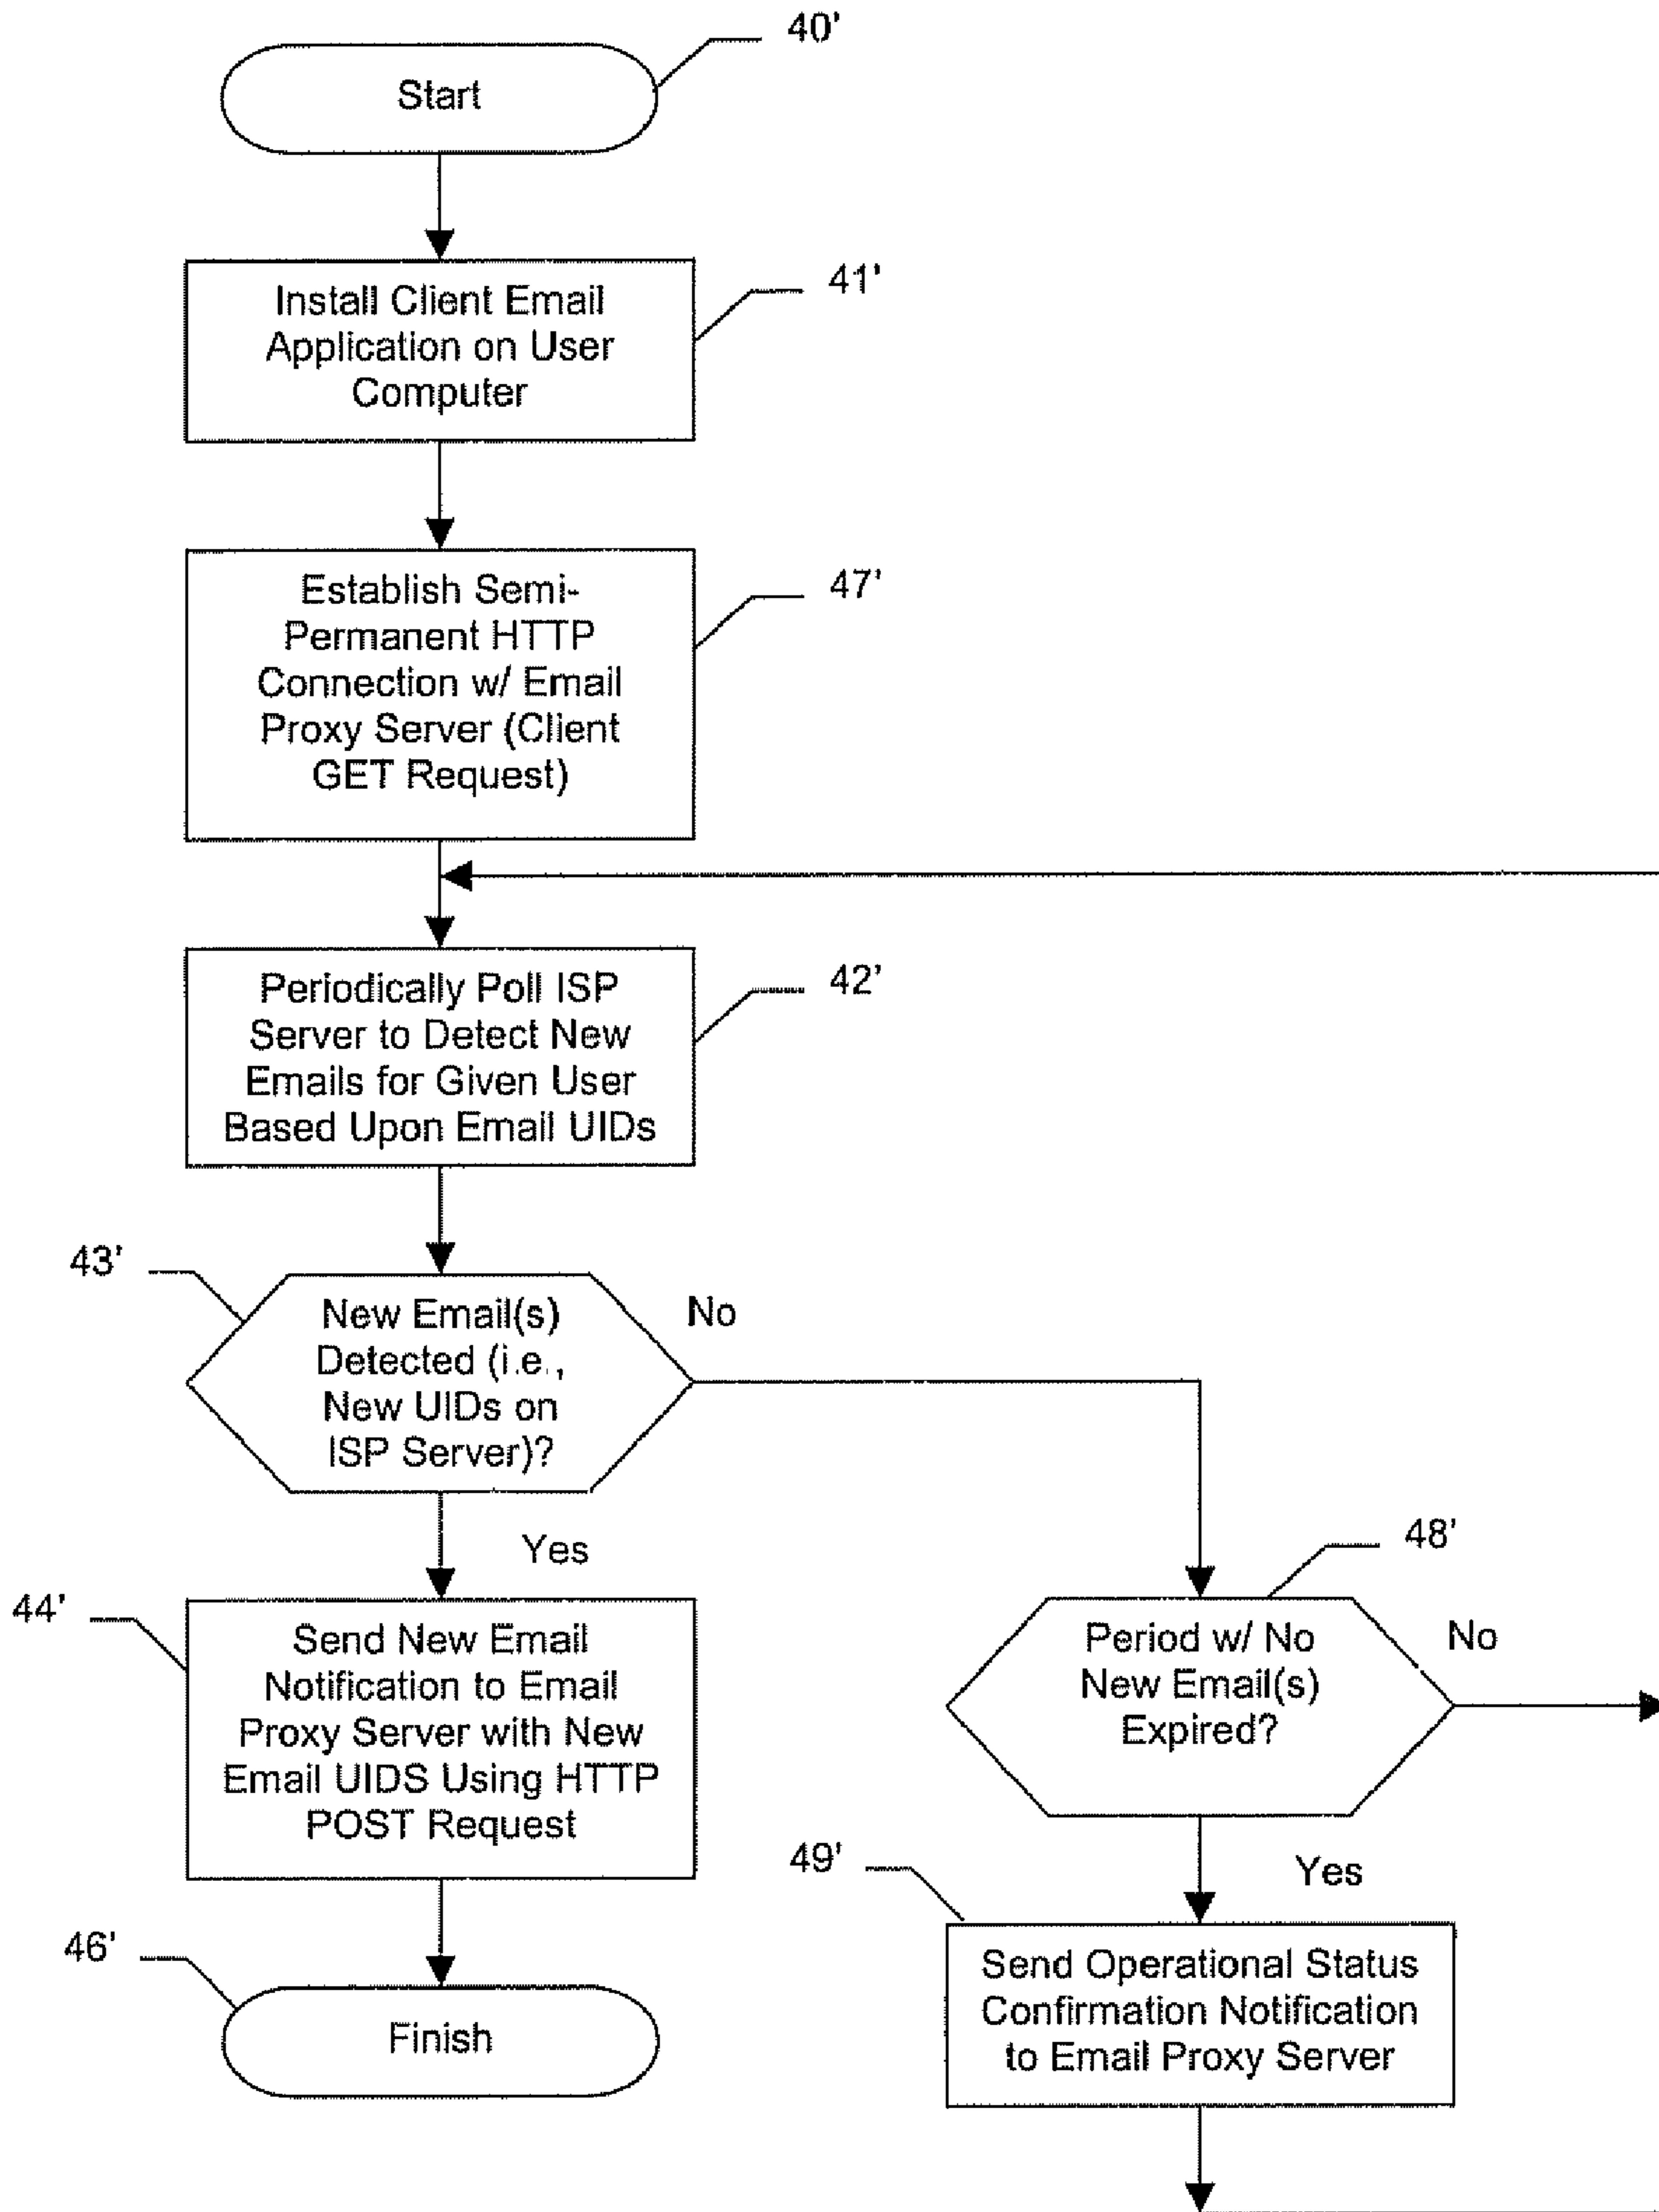 40'
Start
Install Client Email
Application on User
Computer
41'
Establish Semi-
Permanent HTTP
Connection w/ Email
Proxy Server (Client
GET Request)
47'
Periodically Poll ISP
Server to Detect New
Emails for Given User
Based Upon Email UIDs
42'
43'
New Email(s)
Detected (i.e.,
New UIDs on
ISP Server)?
No
Yes
44'
Send New Email
Notification to Email
Proxy Server with New
Email UIDS Using HTTP
POST Request
48'
Period w/ No
New Email(s)
Expired?
No
Yes
49'
Send Operational Status
Confirmation Notification
to Email Proxy Server
46'
Finish